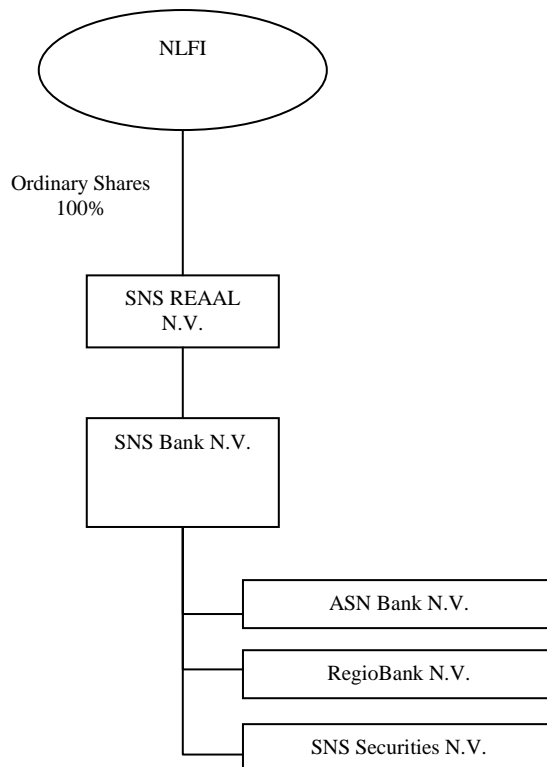 NLFI
Ordinary Shares
100%
SNS REAAL
N.V.
SNS Bank N.V.
ASN Bank N.V.
RegioBank N.V.
SNS Securities N.V.